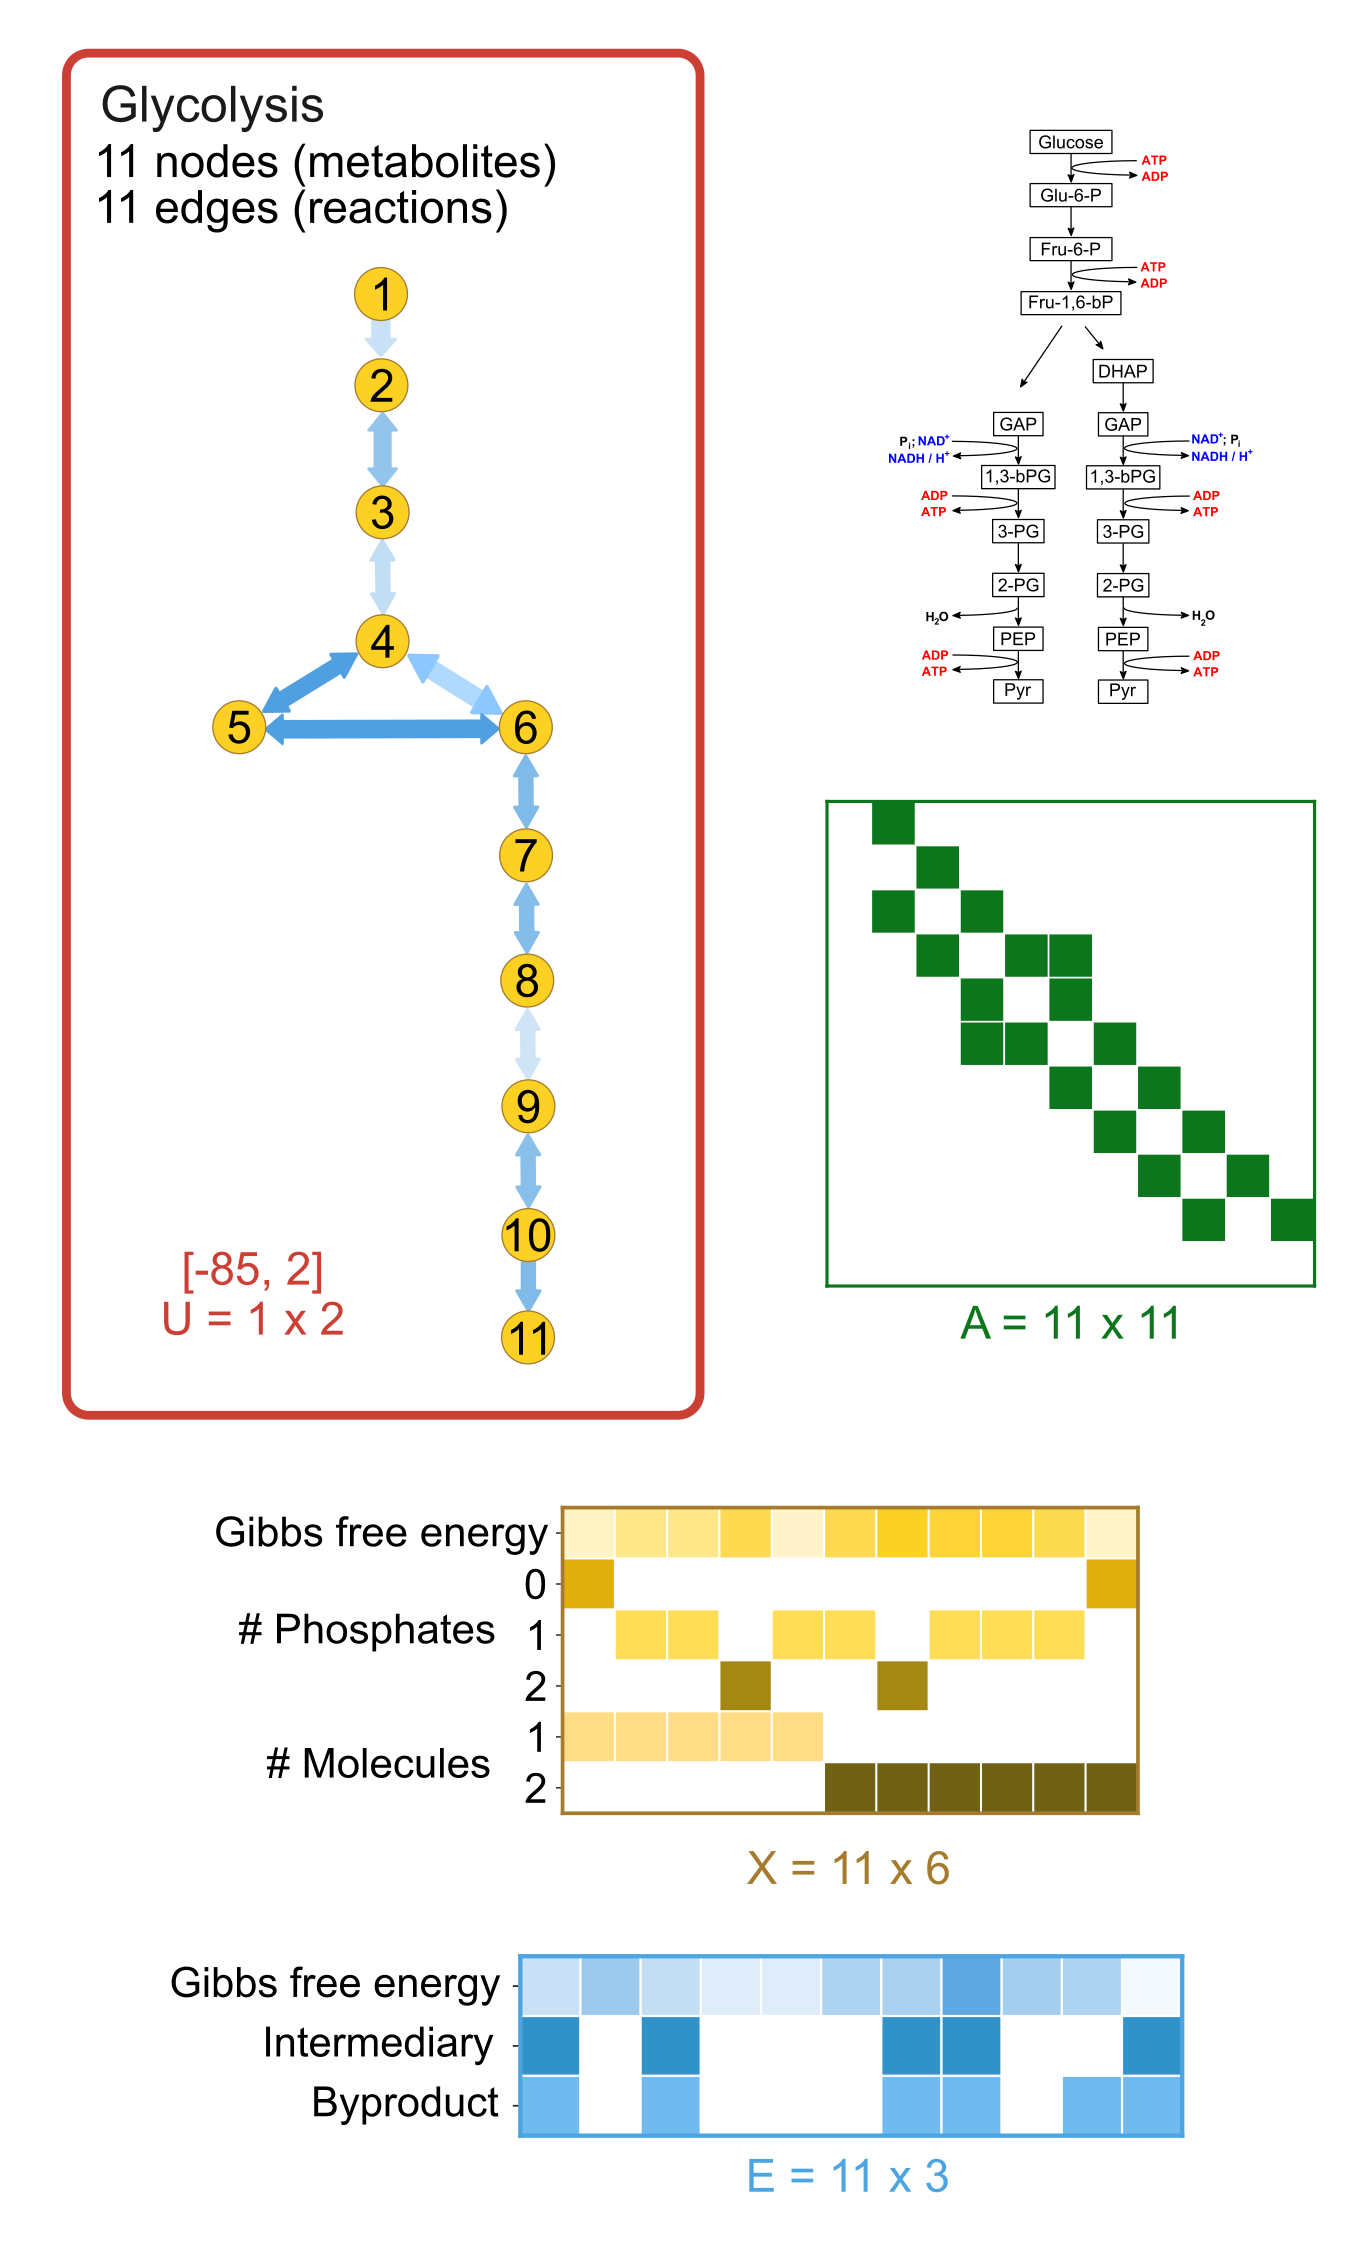 Glycolysis
11 nodes (metabolites)
11 edges (reactions)
1
2
3
4
5
6
7
8
9
10
11
[-85, 2]
U = 1 x 2
Glucose
ATP
ADP
Glu-6-P
Fru-6-P
ATP
ADP
Fru-1,6-bP
DHAP
GAP
GAP
Pi; NAD+
NADH / H+
NAD+; Pi
NADH / H+
1,3-bPG
1,3-bPG
ADP
ATP
ADP
ATP
3-PG
3-PG
2-PG
2-PG
H2O
H2O
PEP
PEP
ADP
ATP
ADP
ATP
Pyr
Pyr
A = 11 x 11
Gibbs free energy
0
# Phosphates
1
2
1
# Molecules
2
X = 11 x 6
Gibbs free energy
Intermediary
Byproduct
E = 11 x 3